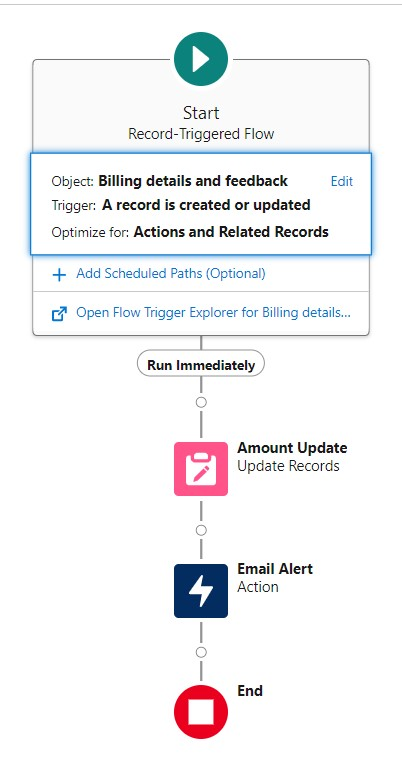 Start
Record-Triggered Flow
Object: Billing details and feedback Edit
Trigger: A record is created or updated
Optimize for: Actions and Related Records
Add Scheduled Paths (Optional)
Open Flow Trigger Explorer for Billing details...
Run Immediately
Amount Update
Update Records
Email Alert
Action
End